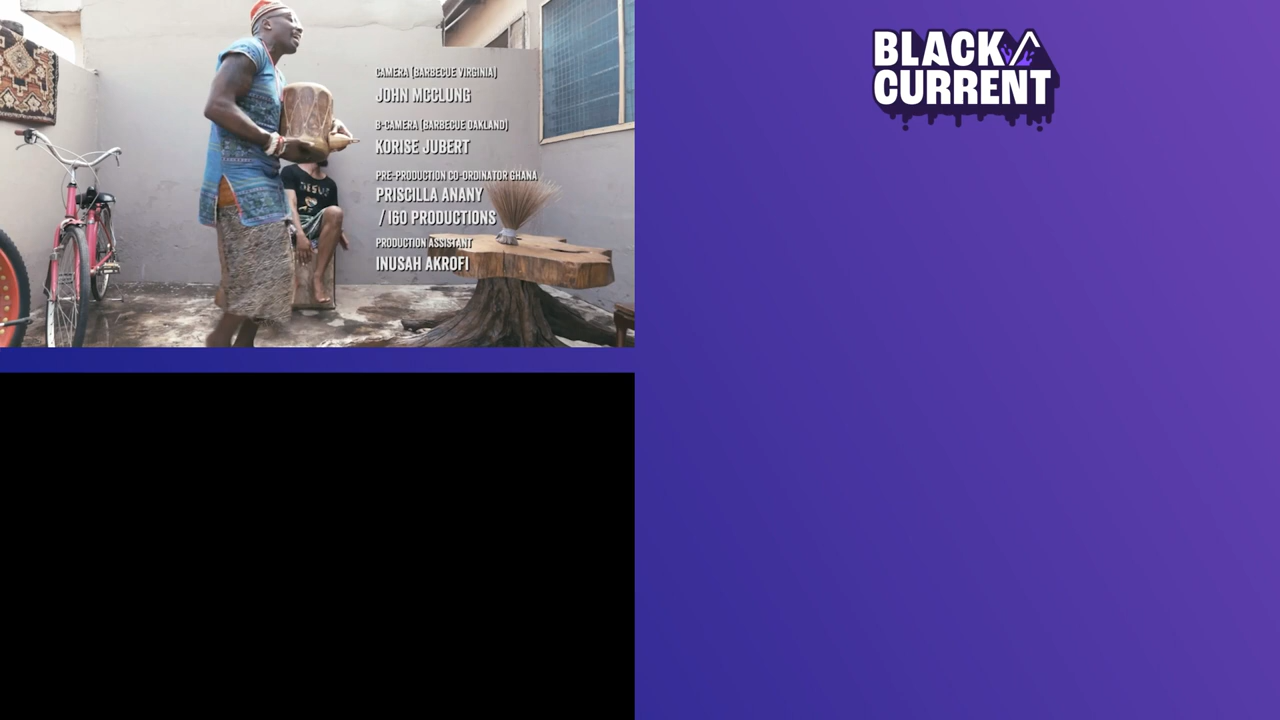 CAMERA (BARBECUE VIRGINIA)
JOHN MCCLUNG
B-CAMERA (BARBECUE OAKLAND)
KORISE JUBERT
PRE-PRODUCTION CO-ORDINATOR GHANA
PRISCILLA ANANY
/ 160 PRODUCTIONS
PRODUCTION ASSISTANT
INUSAH AKROFI
JESUS
BLACK
CURRENT